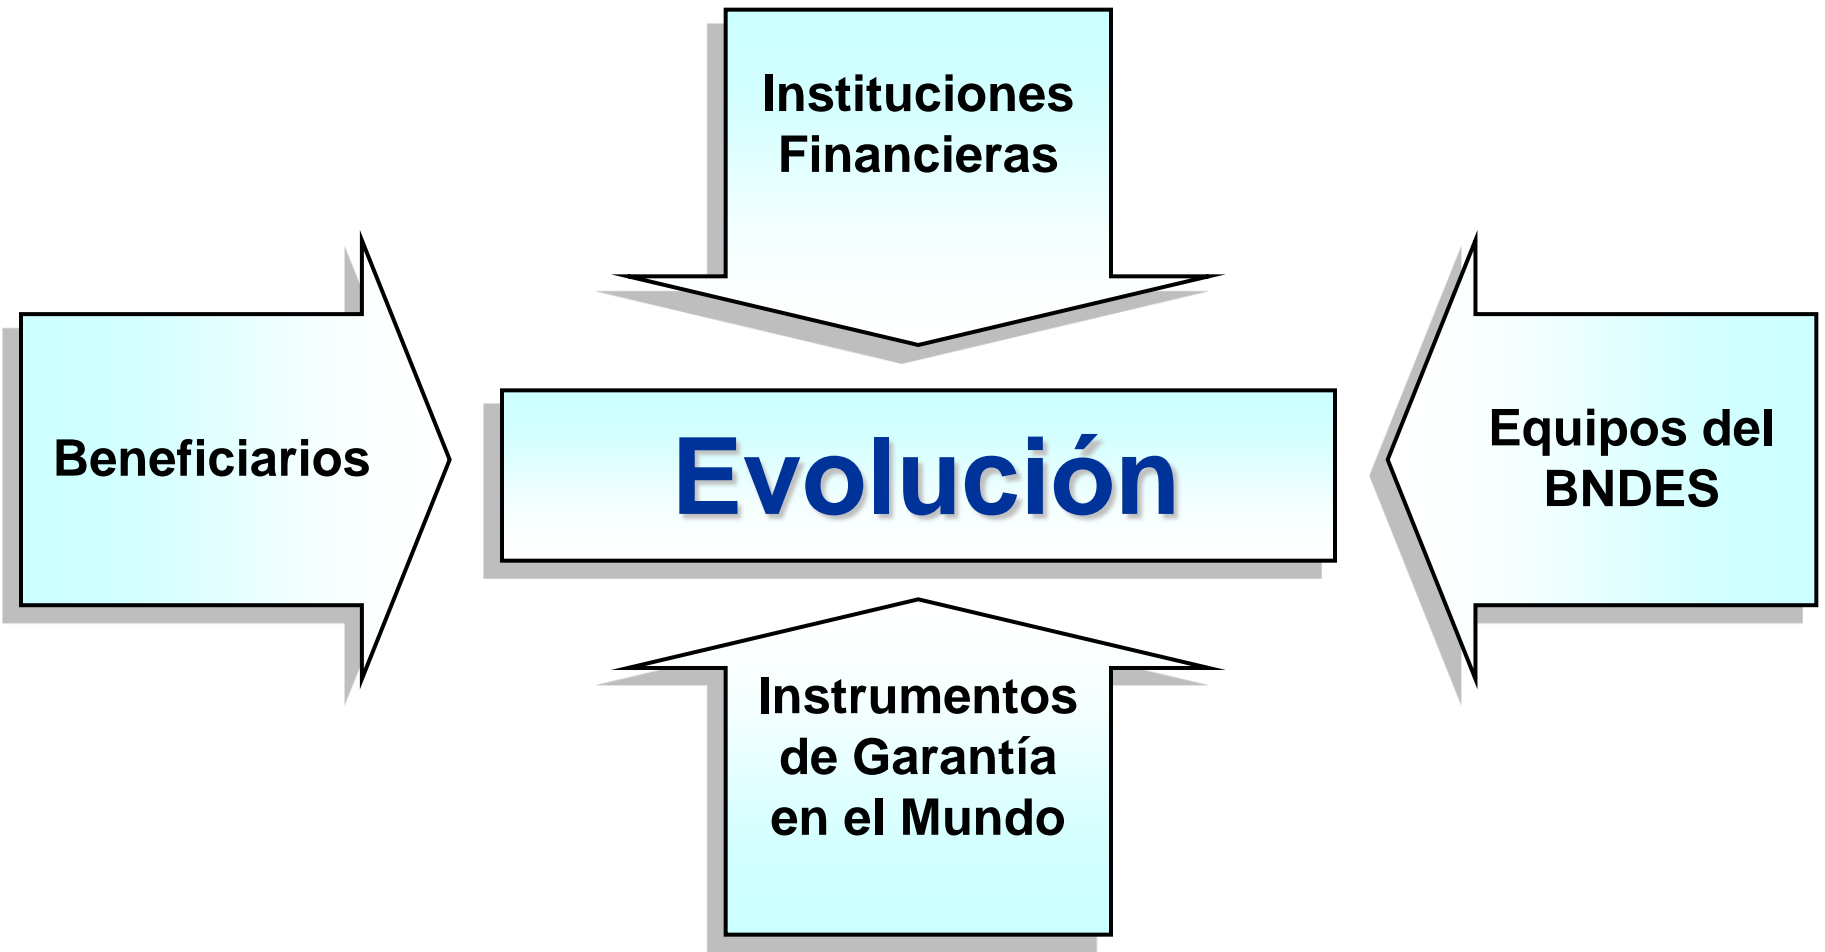 Instituciones
Financieras
Beneficiarios
Evolución
Equipos del
BNDES
Instrumentos
de Garantía
en el Mundo